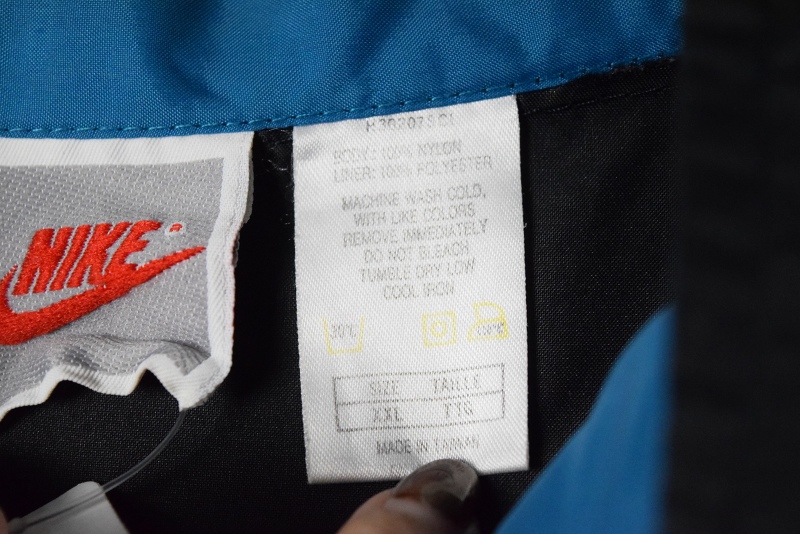 NIKE
BODY: 100% NYLON
LINER: 100% POLYESTER
MACHINE WASH COLD,
WITH LIKE COLORS
REMOVE IMMEDIATELY
DO NOT BLEACH
TUMBLE DRY LOW
COOL IRON
30°C
SIZE TAILLE
XXL TTG
MADE IN TAIWAN